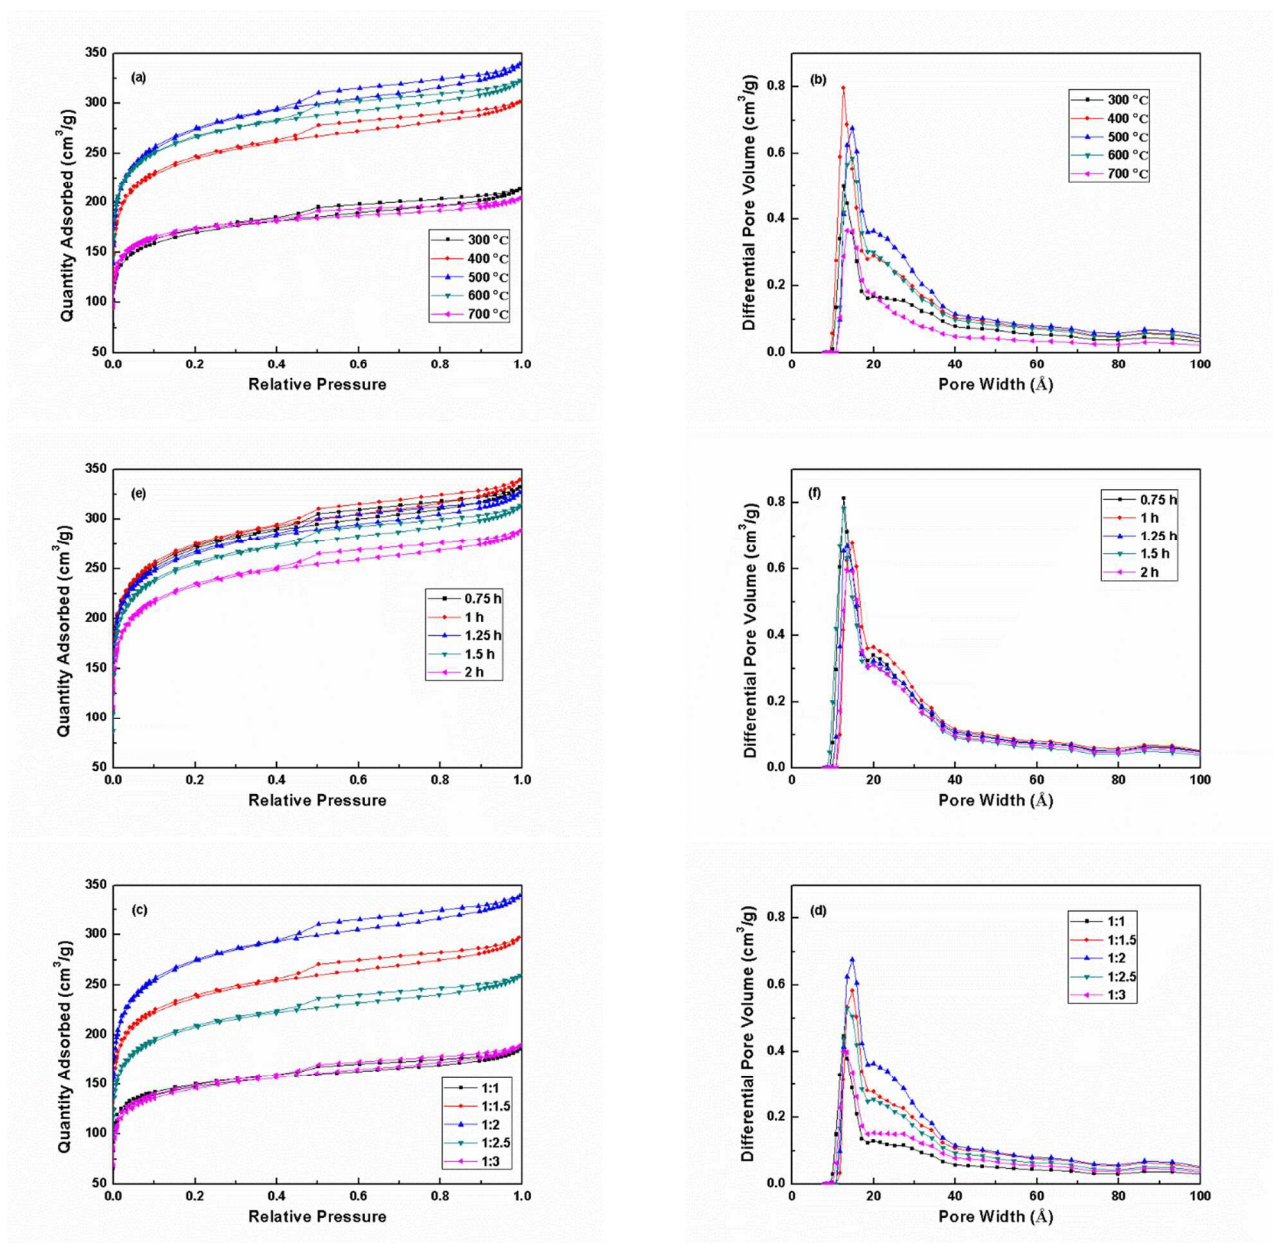 (a)
Quantity Adsorbed (cm³/g)
350
300
250
200
150
100
50
300 °C
400 °C
500 °C
600 °C
700 °C
0.0 0.2 0.4 0.6 0.8 1.0
Relative Pressure
(b)
Differential Pore Volume (cm³/g)
0.8
0.6
0.4
0.2
0.0
300 °C
400 °C
500 °C
600 °C
700 °C
0 20 40 60 80 100
Pore Width (Å)
(e)
Quantity Adsorbed (cm³/g)
350
300
250
200
150
100
50
0.75 h
1 h
1.25 h
1.5 h
2 h
0.0 0.2 0.4 0.6 0.8 1.0
Relative Pressure
(f)
Differential Pore Volume (cm³/g)
0.8
0.6
0.4
0.2
0.0
0.75 h
1 h
1.25 h
1.5 h
2 h
0 20 40 60 80 100
Pore Width (Å)
(c)
Quantity Adsorbed (cm³/g)
350
300
250
200
150
100
50
1:1
1:1.5
1:2
1:2.5
1:3
0.0 0.2 0.4 0.6 0.8 1.0
Relative Pressure
(d)
Differential Pore Volume (cm³/g)
0.8
0.6
0.4
0.2
0.0
1:1
1:1.5
1:2
1:2.5
1:3
0 20 40 60 80 100
Pore Width (Å)